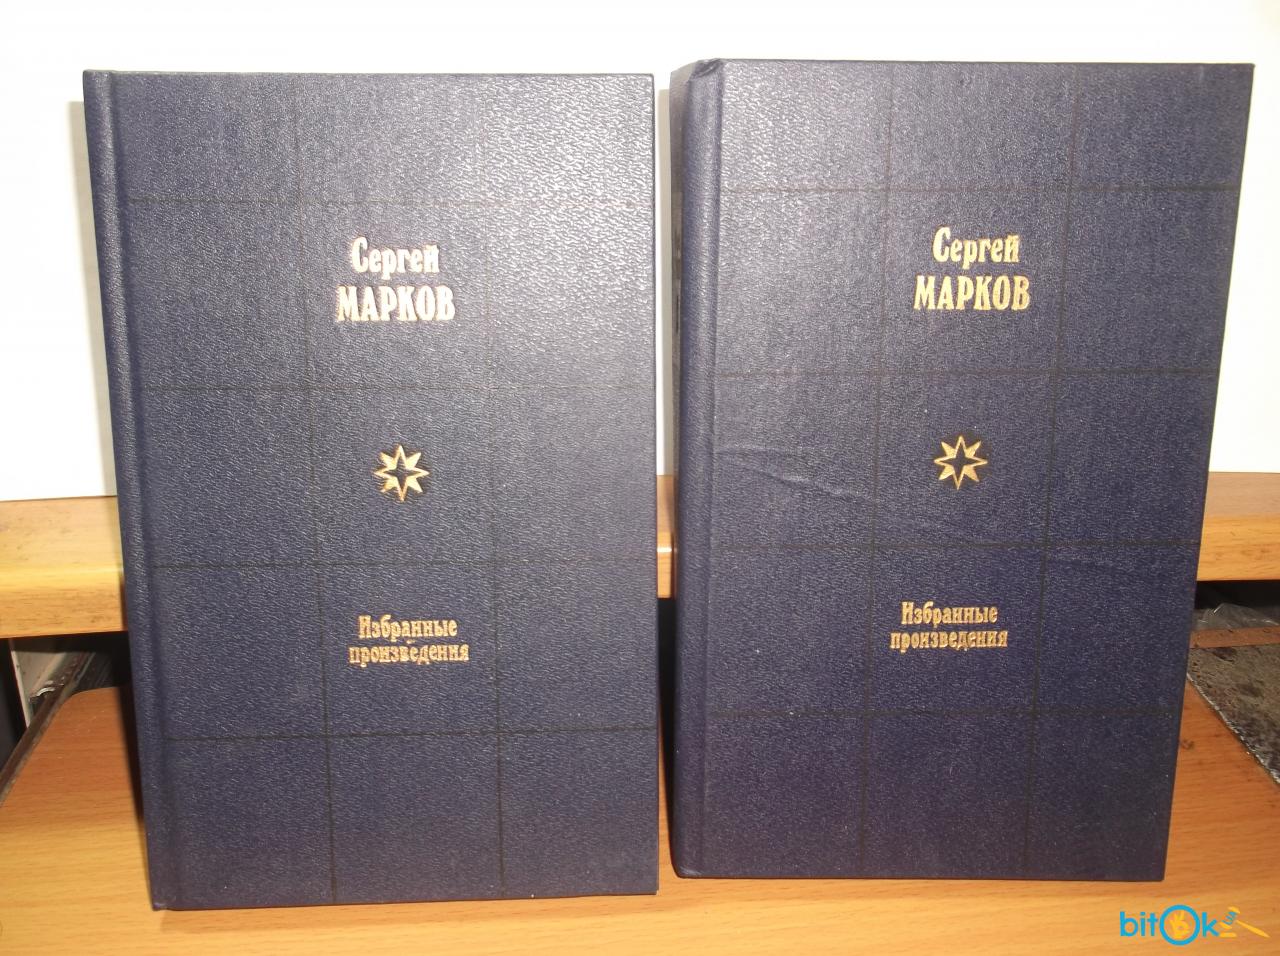 Сергей
МАРКОВ
Избранные
произведения
Сергей
МАРКОВ
Избранные
произведения
bitOk